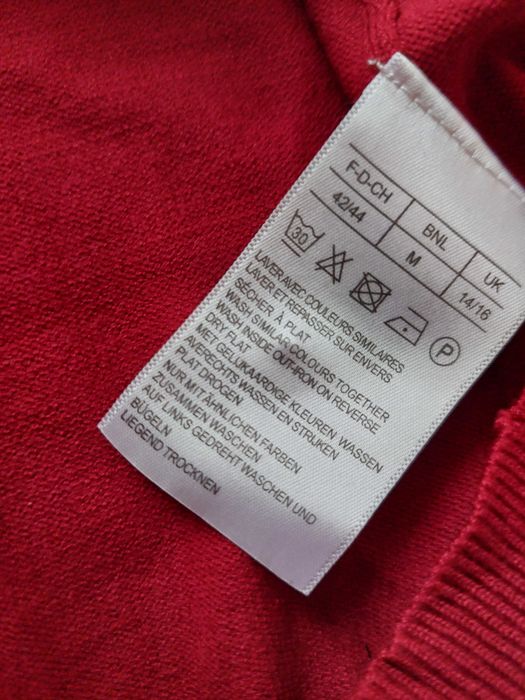 F-D-CH BNL UK
42/44 M 14/16
30 P
LAVER AVEC COULEURS SIMILAIRES
LAVER ET REPASSER SUR ENVERS
SÉCHER À PLAT
WASH SIMILAR COLOURS TOGETHER
WASH INSIDE OUT-IRON ON REVERSE
DRY FLAT
MET GELIJKAARDIGE KLEUREN WASSEN
AVERECHTS WASSEN EN STRIJKEN
PLAT DROGEN
NUR MIT ÄHNLICHEN FARBEN
ZUSAMMEN WASCHEN
AUF LINKS GEDREHT WASCHEN UND
BÜGELN
LIEGEND TROCKNEN